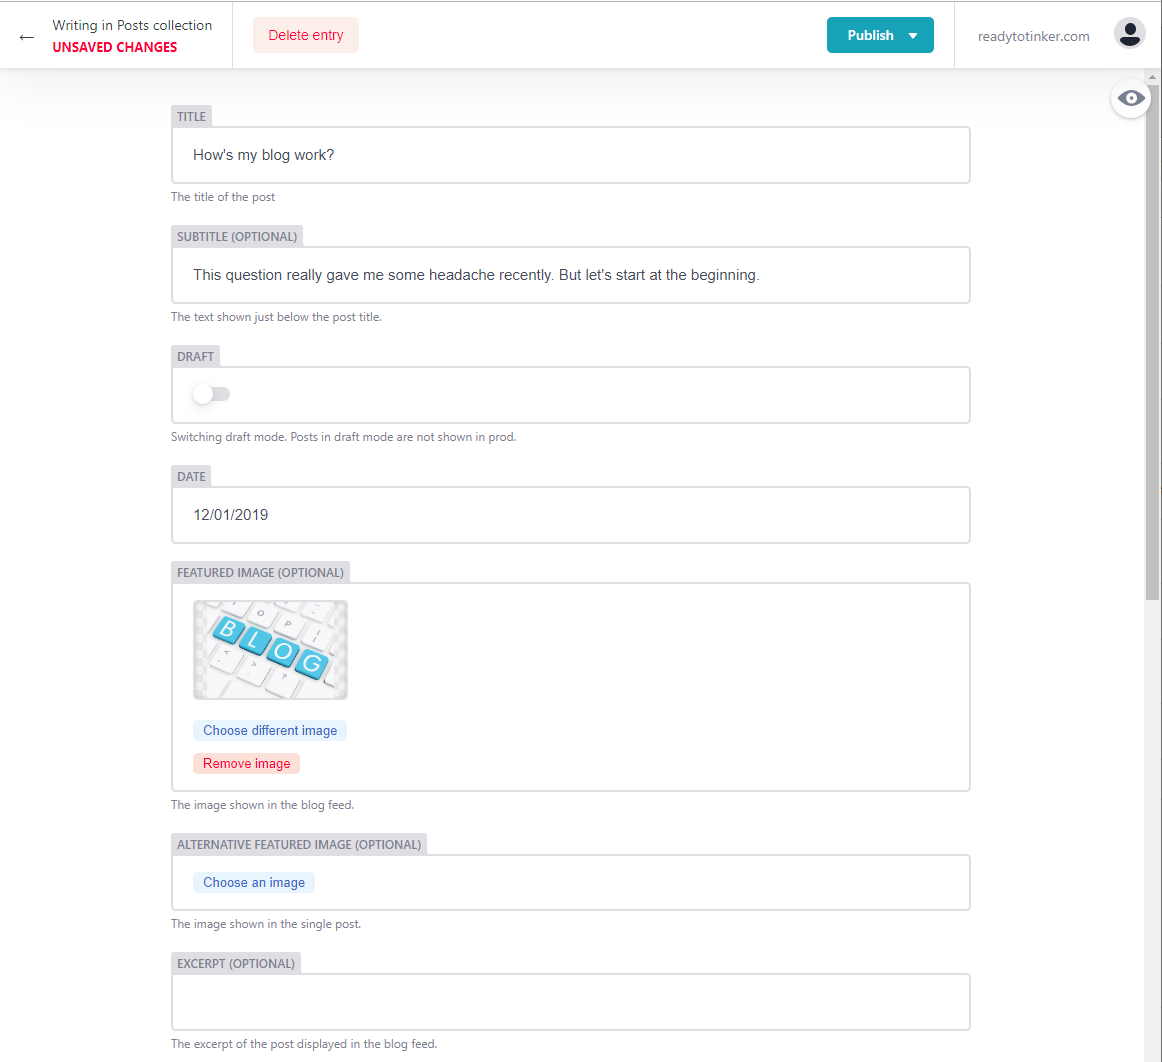 Writing in Posts collection
UNSAVED CHANGES
Delete entry
Publish
readytotinker.com
TITLE
How's my blog work?
The title of the post
SUBTITLE (OPTIONAL)
This question really gave me some headache recently. But let's start at the beginning.
The text shown just below the post title.
DRAFT
Switching draft mode. Posts in draft mode are not shown in prod.
DATE
12/01/2019
FEATURED IMAGE (OPTIONAL)
O
P
B L O G
Choose different image
Remove image
The image shown in the blog feed.
ALTERNATIVE FEATURED IMAGE (OPTIONAL)
Choose an image
The image shown in the single post.
EXCERPT (OPTIONAL)
The excerpt of the post displayed in the blog feed.